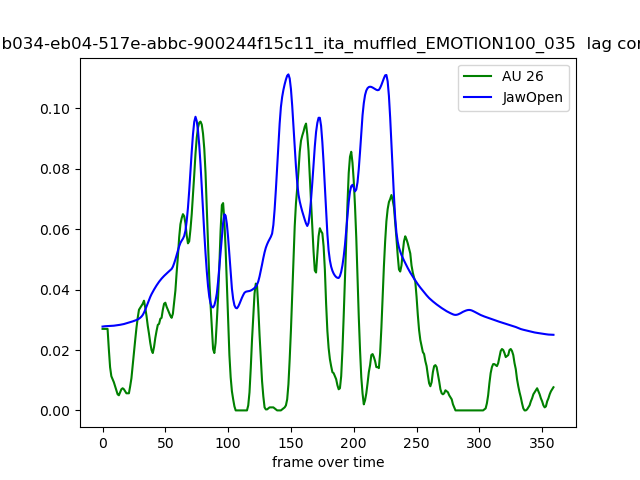 b034-eb04-517e-abbc-900244f15c11_ita_muffled_EMOTION100_035  lag cor
AU 26
JawOpen
0.10
0.08
0.06
0.04
0.02
0.00
0 50 100 150 200 250 300 350
frame over time